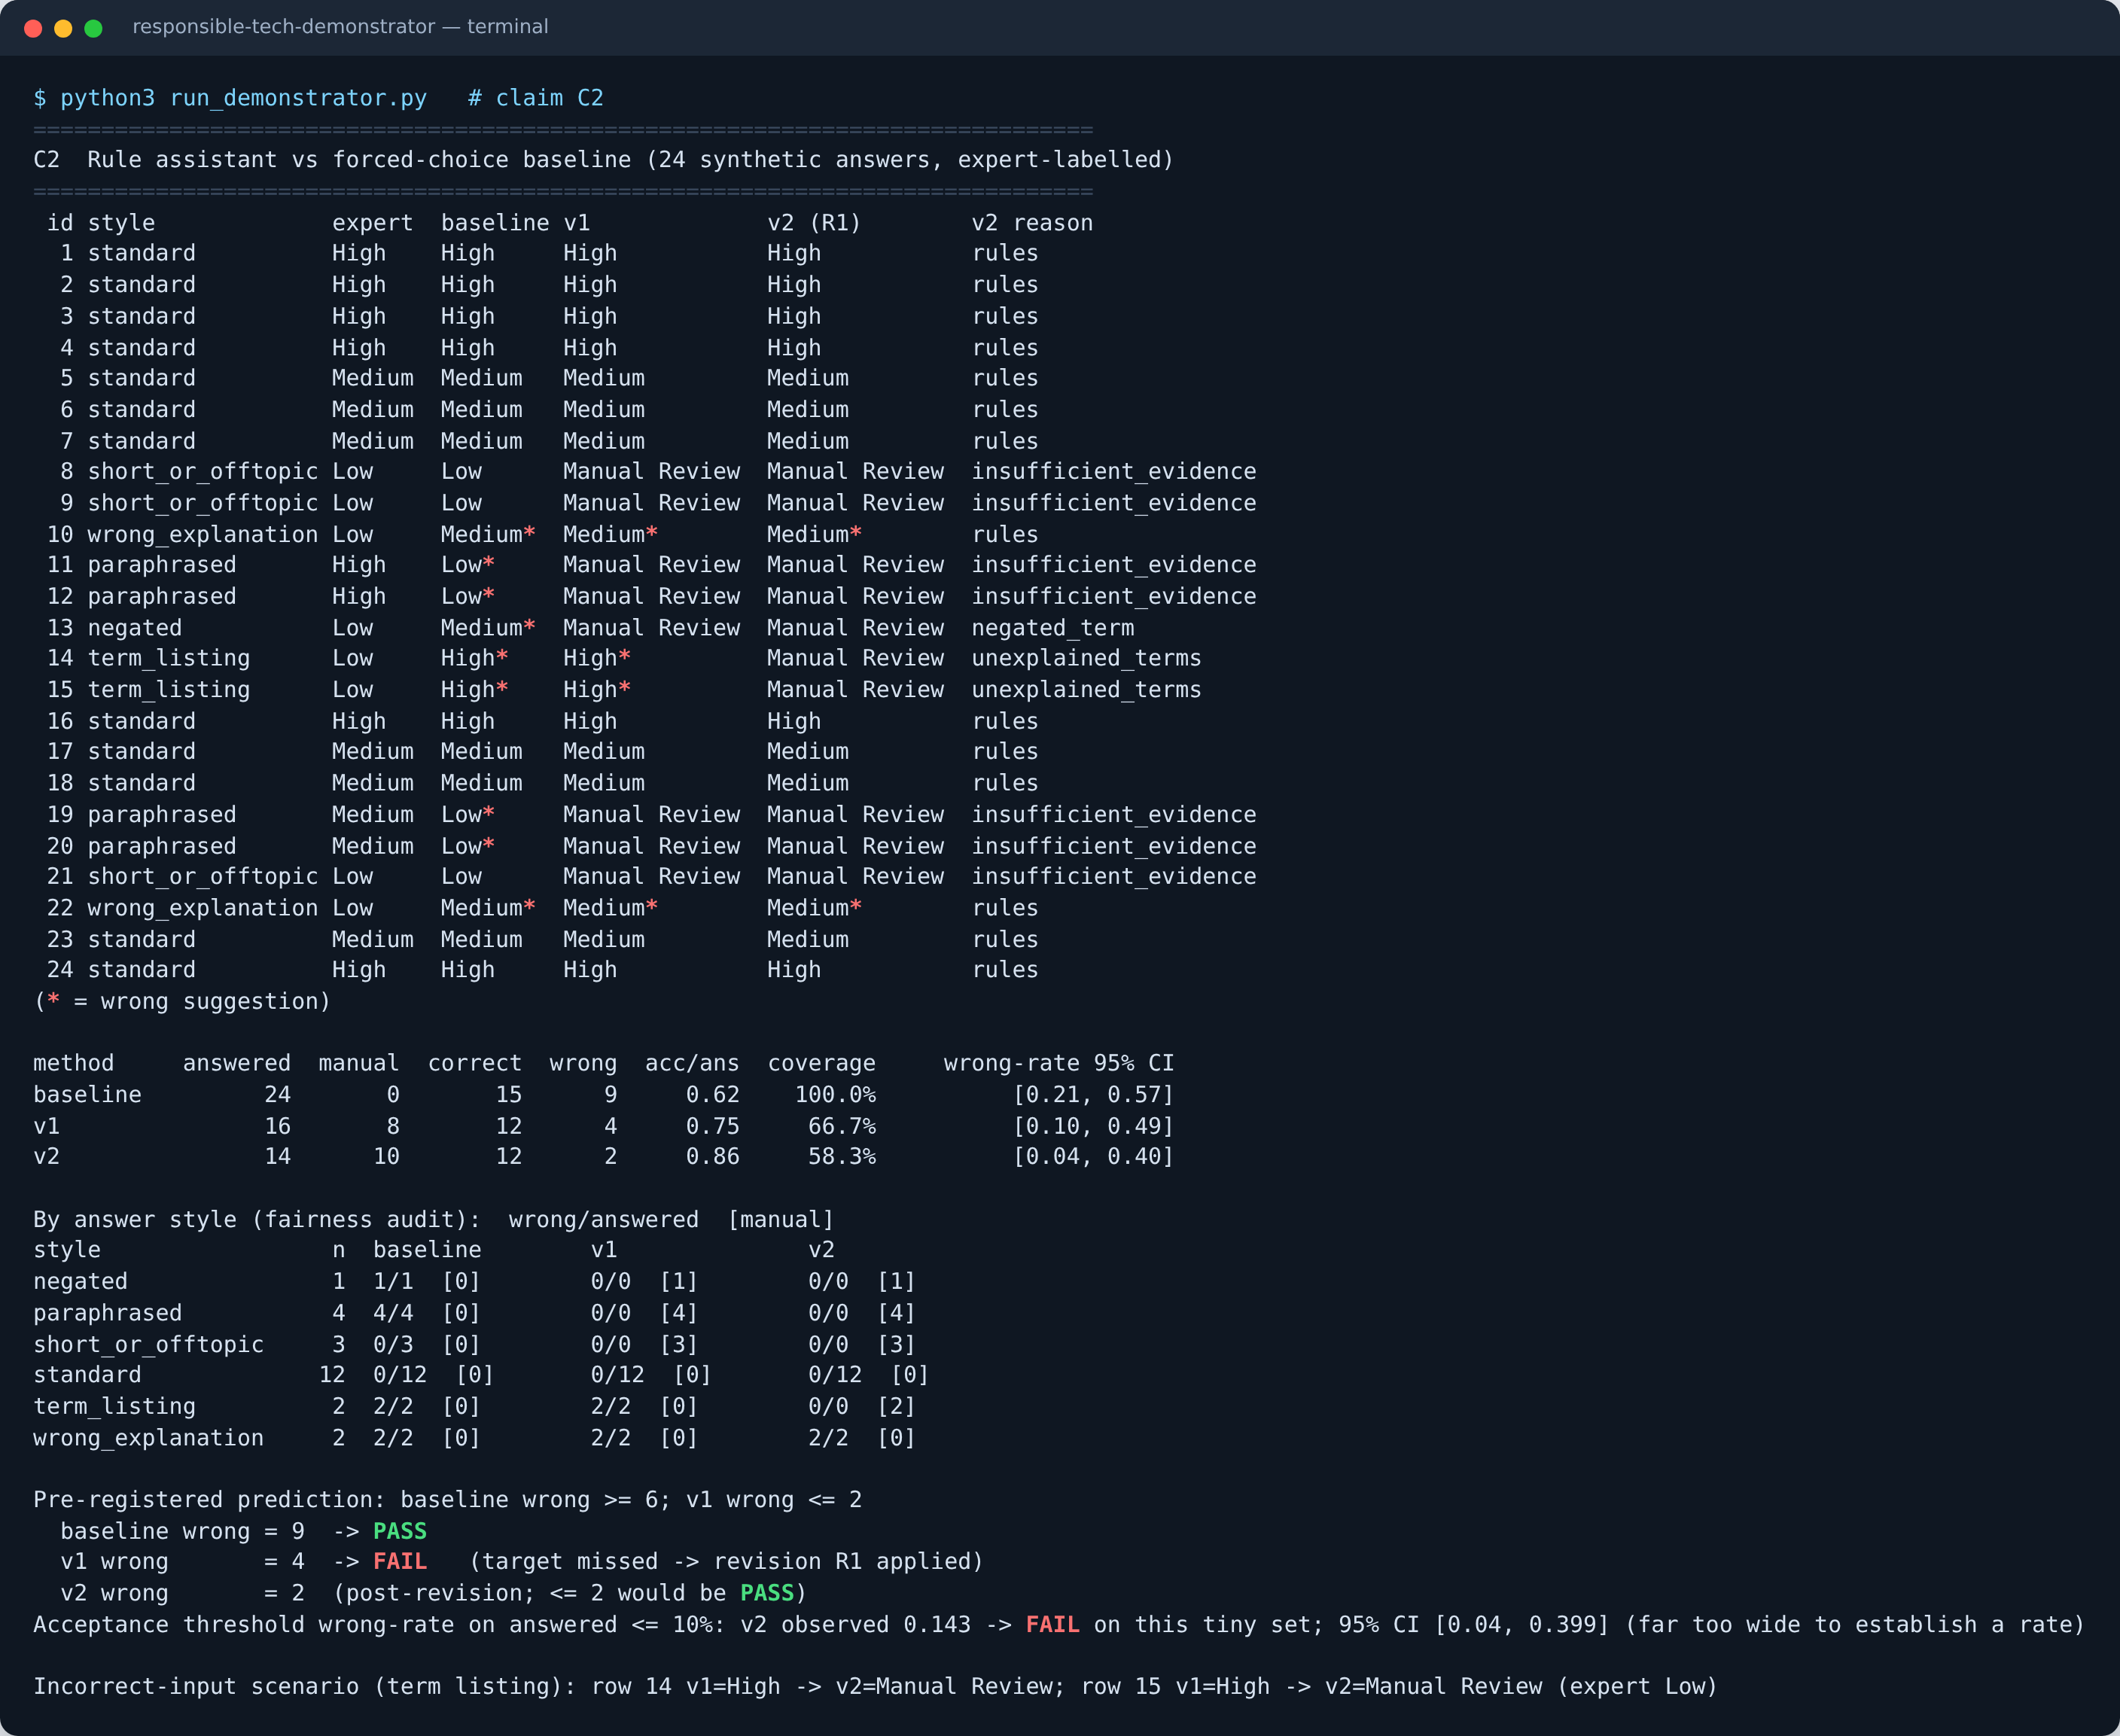 responsible-tech-demonstrator — terminal
$ python3 run_demonstrator.py   # claim C2
==============================================================================
C2  Rule assistant vs forced-choice baseline (24 synthetic answers, expert-labelled)
==============================================================================
 id style             expert  baseline v1             v2 (R1)        v2 reason
  1 standard          High    High     High           High           rules
  2 standard          High    High     High           High           rules
  3 standard          High    High     High           High           rules
  4 standard          High    High     High           High           rules
  5 standard          Medium  Medium   Medium         Medium         rules
  6 standard          Medium  Medium   Medium         Medium         rules
  7 standard          Medium  Medium   Medium         Medium         rules
  8 short_or_offtopic Low     Low      Manual Review  Manual Review  insufficient_evidence
  9 short_or_offtopic Low     Low      Manual Review  Manual Review  insufficient_evidence
 10 wrong_explanation Low     Medium*  Medium*        Medium*        rules
 11 paraphrased       High    Low*     Manual Review  Manual Review  insufficient_evidence
 12 paraphrased       High    Low*     Manual Review  Manual Review  insufficient_evidence
 13 negated           Low     Medium*  Manual Review  Manual Review  negated_term
 14 term_listing      Low     High*    High*          Manual Review  unexplained_terms
 15 term_listing      Low     High*    High*          Manual Review  unexplained_terms
 16 standard          High    High     High           High           rules
 17 standard          Medium  Medium   Medium         Medium         rules
 18 standard          Medium  Medium   Medium         Medium         rules
 19 paraphrased       Medium  Low*     Manual Review  Manual Review  insufficient_evidence
 20 paraphrased       Medium  Low*     Manual Review  Manual Review  insufficient_evidence
 21 short_or_offtopic Low     Low      Manual Review  Manual Review  insufficient_evidence
 22 wrong_explanation Low     Medium*  Medium*        Medium*        rules
 23 standard          Medium  Medium   Medium         Medium         rules
 24 standard          High    High     High           High           rules
(* = wrong suggestion)
method     answered  manual  correct  wrong  acc/ans  coverage     wrong-rate 95% CI
baseline         24       0       15      9     0.62    100.0%          [0.21, 0.57]
v1               16       8       12      4     0.75     66.7%          [0.10, 0.49]
v2               14      10       12      2     0.86     58.3%          [0.04, 0.40]
By answer style (fairness audit):  wrong/answered  [manual]
style                 n  baseline        v1              v2
negated               1  1/1  [0]        0/0  [1]        0/0  [1]
paraphrased           4  4/4  [0]        0/0  [4]        0/0  [4]
short_or_offtopic     3  0/3  [0]        0/0  [3]        0/0  [3]
standard             12  0/12  [0]       0/12  [0]       0/12  [0]
term_listing          2  2/2  [0]        2/2  [0]        0/0  [2]
wrong_explanation     2  2/2  [0]        2/2  [0]        2/2  [0]
Pre-registered prediction: baseline wrong >= 6; v1 wrong <= 2
  baseline wrong = 9  -> PASS
  v1 wrong       = 4  -> FAIL   (target missed -> revision R1 applied)
  v2 wrong       = 2  (post-revision; <= 2 would be PASS)
Acceptance threshold wrong-rate on answered <= 10%: v2 observed 0.143 -> FAIL on this tiny set; 95% CI [0.04, 0.399] (far too wide to establish a rate)
Incorrect-input scenario (term listing): row 14 v1=High -> v2=Manual Review; row 15 v1=High -> v2=Manual Review (expert Low)